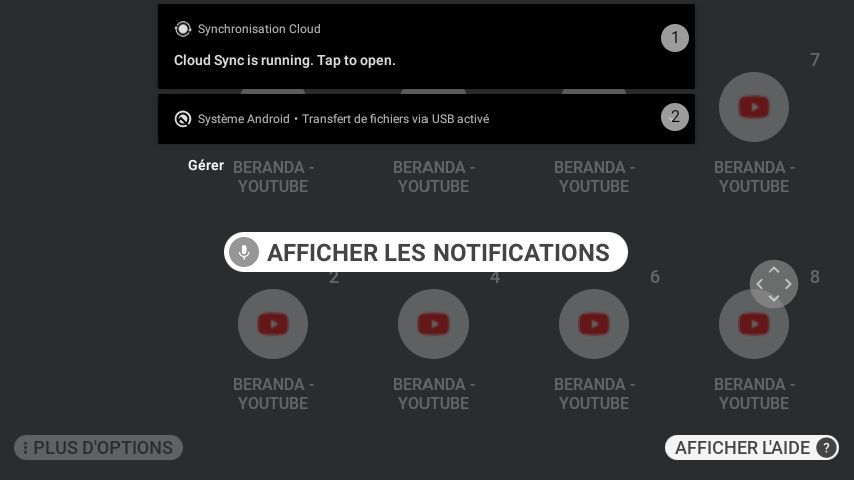 Synchronisation Cloud
1
Cloud Sync is running. Tap to open.
7
Système Android • Transfert de fichiers via USB activé
2
Gérer
BERANDA - YOUTUBE
BERANDA - YOUTUBE
BERANDA - YOUTUBE
BERANDA - YOUTUBE
AFFICHER LES NOTIFICATIONS
2
4
6
8
BERANDA - YOUTUBE
BERANDA - YOUTUBE
BERANDA - YOUTUBE
BERANDA - YOUTUBE
PLUS D'OPTIONS
AFFICHER L'AIDE ?